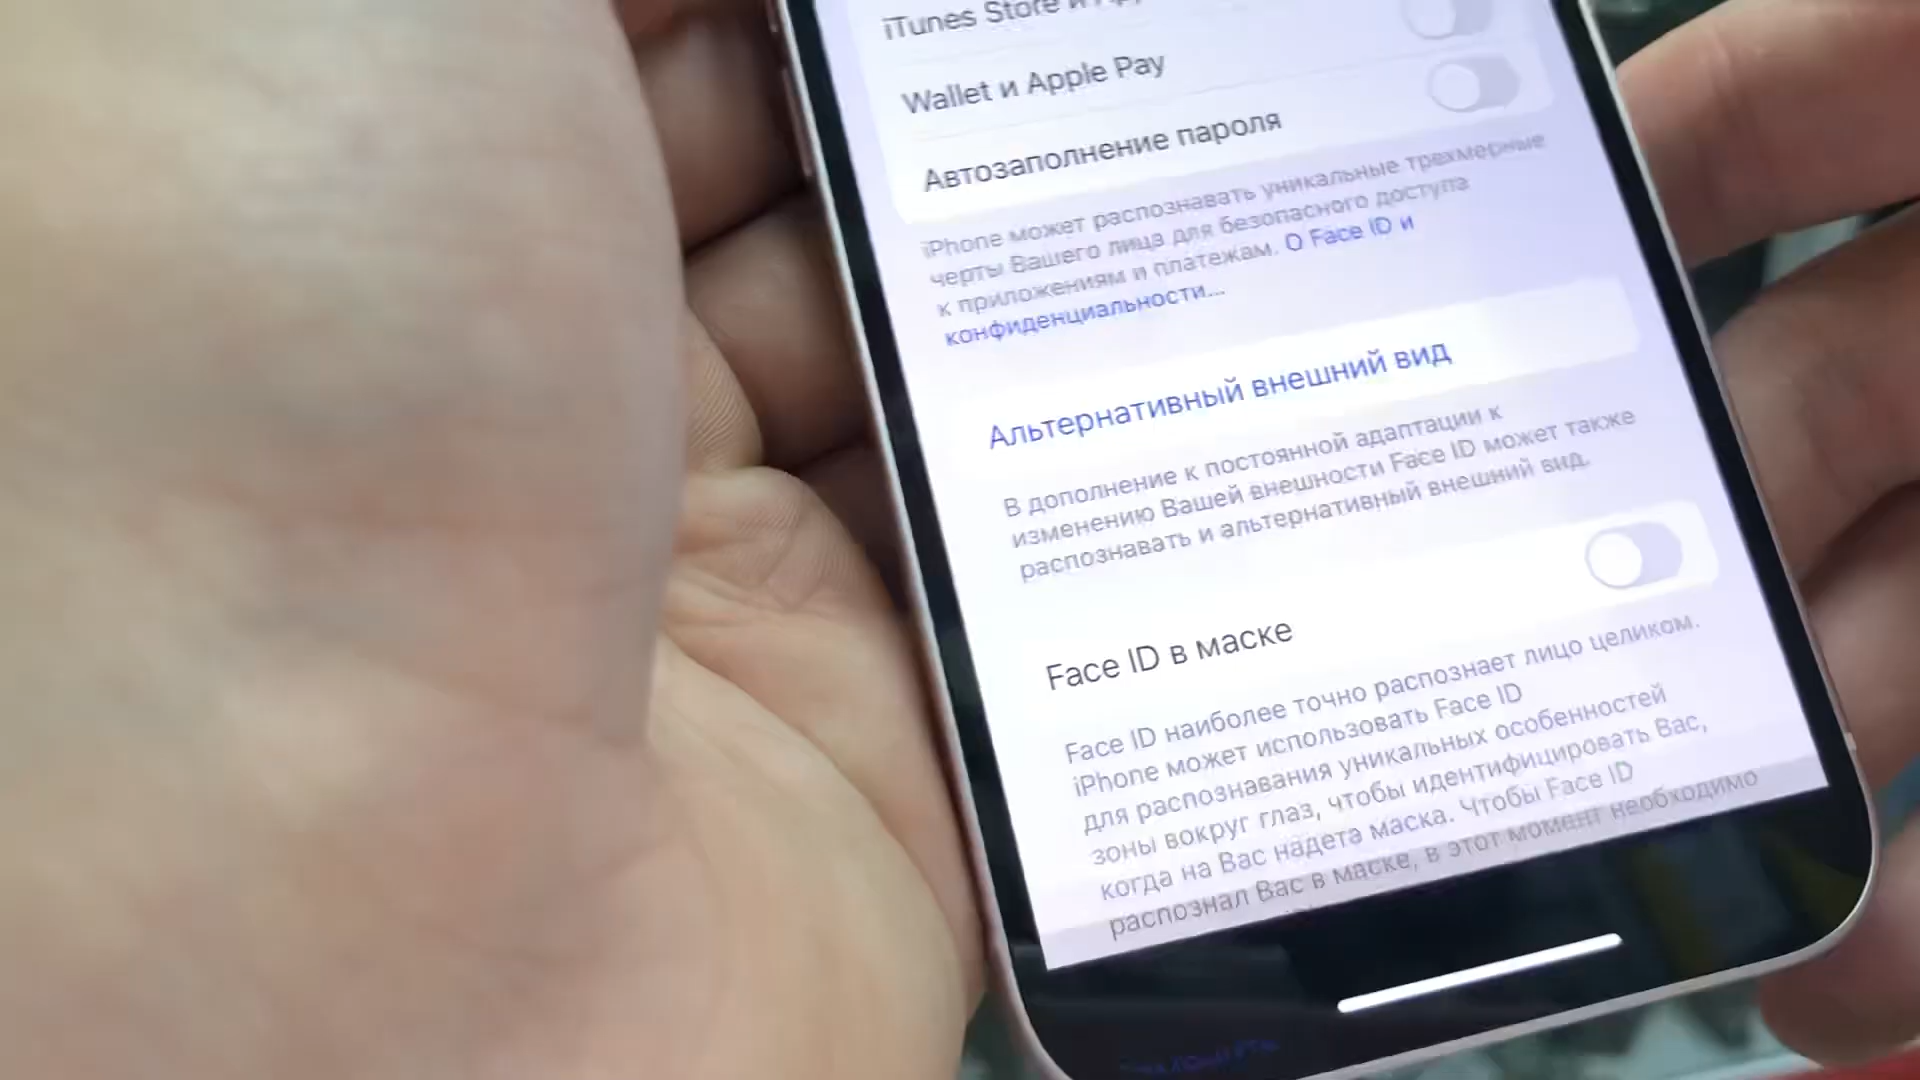 iTunes Store и
Wallet и Apple Pay
Автозаполнение пароля
iPhone может распознавать уникальные трехмерные
черты Вашего лица для безопасного доступа
к приложениям и платежам. О Face ID и
конфиденциальности...
Альтернативный внешний вид
В дополнение к постоянной адаптации к
изменению Вашей внешности Face ID может также
распознавать и альтернативный внешний вид.
Face ID в маске
Face ID наиболее точно распознает лицо целиком.
iPhone может использовать Face ID
для распознавания уникальных особенностей
зоны вокруг глаз, чтобы идентифицировать Вас,
когда на Вас надета маска. Чтобы Face ID
распознал Вас в маске, в этот момент необходимо